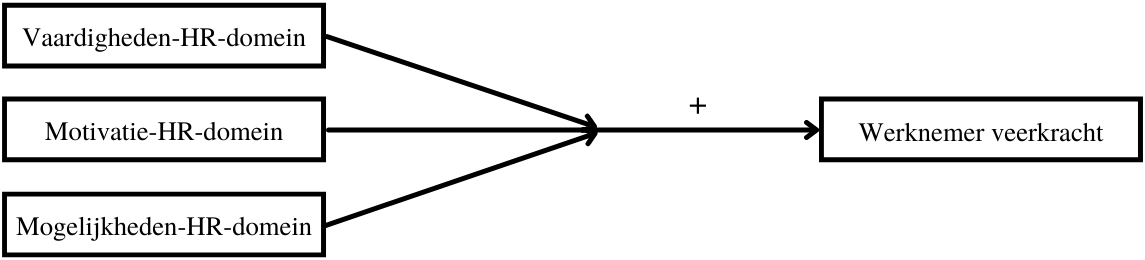 Vaardigheden-HR-domein
Motivatie-HR-domein
+
Werknemer veerkracht
Mogelijkheden-HR-domein